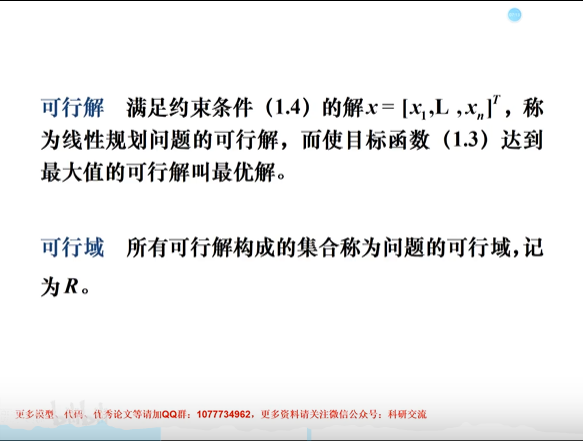 可行解 满足约束条件（1.4）的解x = [x₁,L ,xₙ]ᵀ，称
为线性规划问题的可行解，而使目标函数（1.3）达到
最大值的可行解叫最优解。
可行域 所有可行解构成的集合称为问题的可行域，记
为R。
更多模型、代码、优秀论文等请加QQ群：1077734962，更多资料请关注微信公众号：科研交流